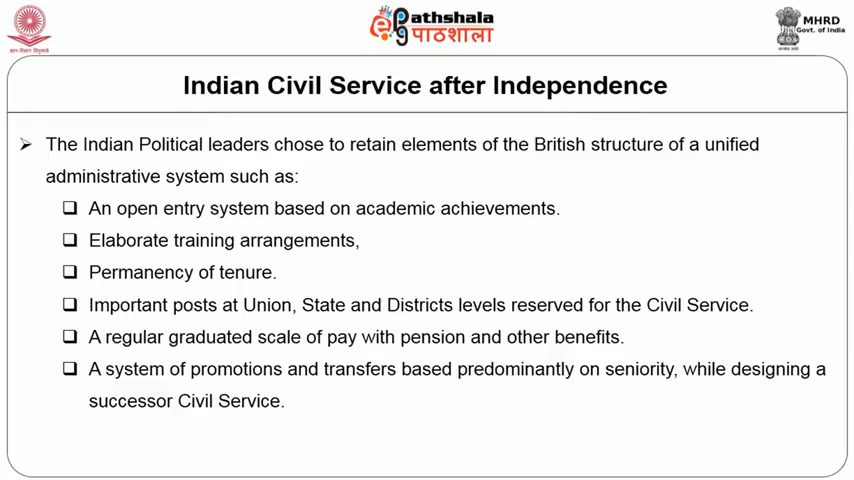 ePathshala
पाठशाला
MHRD
Govt. of India
Indian Civil Service after Independence
The Indian Political leaders chose to retain elements of the British structure of a unified
administrative system such as:
An open entry system based on academic achievements.
Elaborate training arrangements,
Permanency of tenure.
Important posts at Union, State and Districts levels reserved for the Civil Service.
A regular graduated scale of pay with pension and other benefits.
A system of promotions and transfers based predominantly on seniority, while designing a
successor Civil Service.